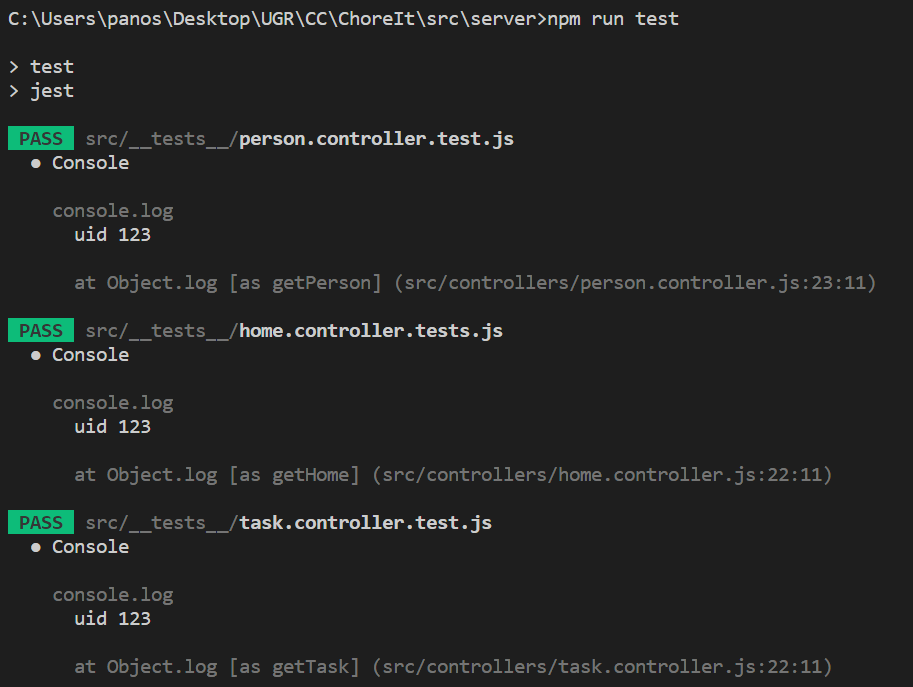 C:\Users\panos\Desktop\UGR\CC\ChoreIt\src\server>npm run test
> test
> jest
PASS src/__tests__/person.controller.test.js
● Console
console.log
uid 123
at Object.log [as getPerson] (src/controllers/person.controller.js:23:11)
PASS src/__tests__/home.controller.tests.js
● Console
console.log
uid 123
at Object.log [as getHome] (src/controllers/home.controller.js:22:11)
PASS src/__tests__/task.controller.test.js
● Console
console.log
uid 123
at Object.log [as getTask] (src/controllers/task.controller.js:22:11)